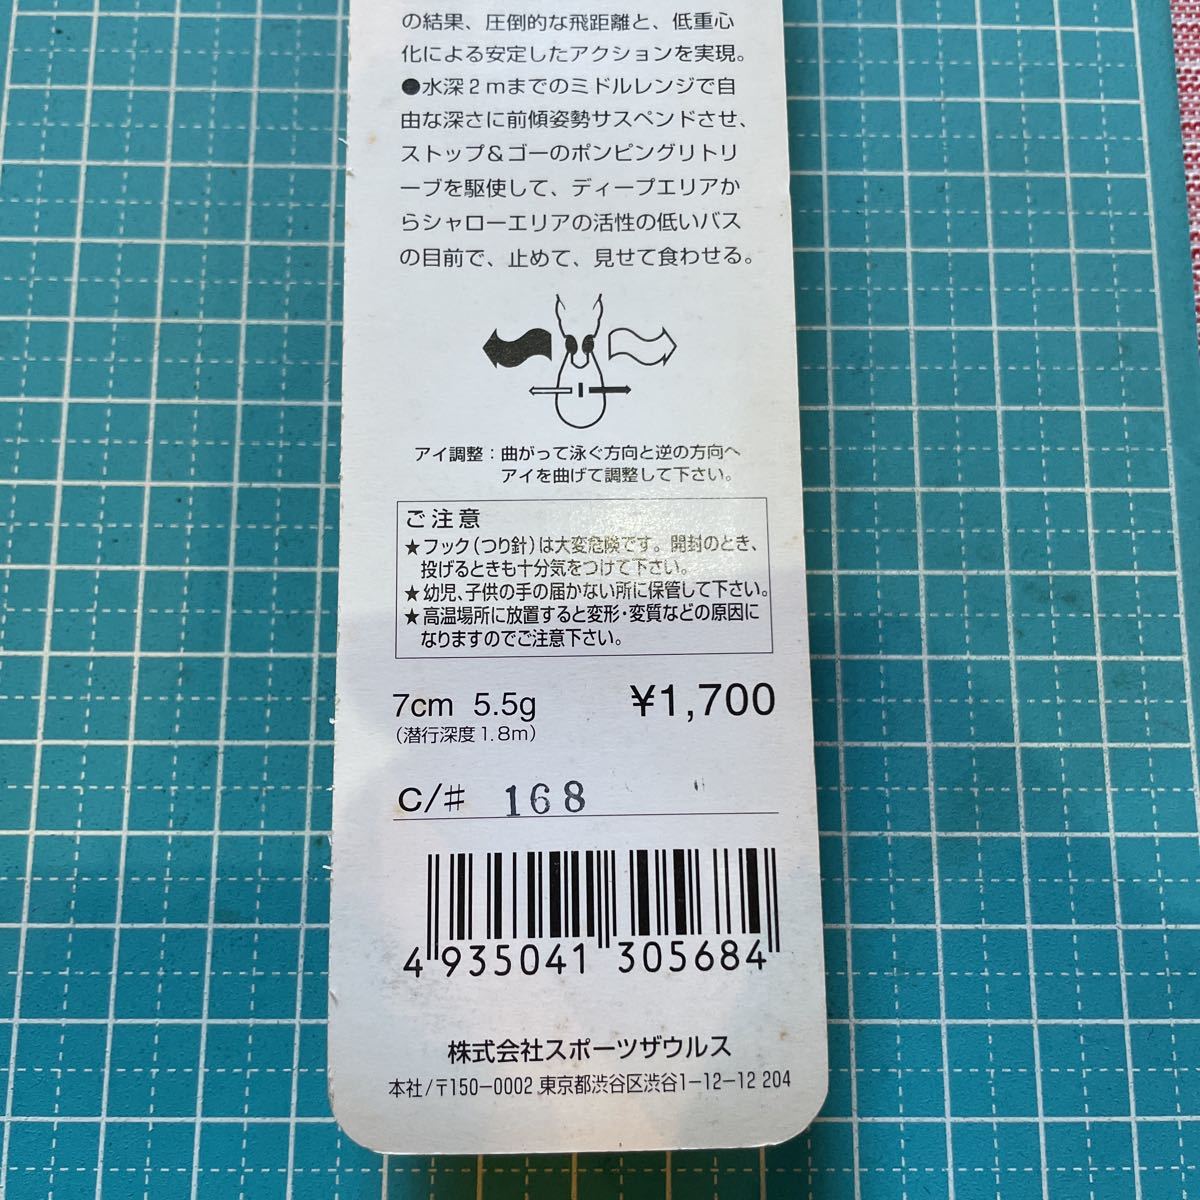 の結果、圧倒的な飛距離と、低重心
化による安定したアクションを実現。
●水深2mまでのミドルレンジで自
由な深さに前傾姿勢サスペンドさせ、
ストップ&ゴーのポンピングリトリ
ーブを駆使して、ディープエリアか
らシャローエリアの活性の低いバス
の目前で、止めて、見せて食わせる。
アイ調整：曲がって泳ぐ方向と逆の方向へ
アイを曲げて調整して下さい。
ご注意
★フック(つり針)は大変危険です。開封のとき、
投げるときも十分気をつけて下さい。
★幼児、子供の手の届かない所に保管して下さい。
★高温場所に放置すると変形・変質などの原因に
なりますのでご注意下さい。
7cm 5.5g ¥1,700
(潜行深度1.8m)
C/# 168
4 935041 305684
株式会社スポーツザウルス
本社/〒150-0002 東京都渋谷区渋谷1-12-12 204